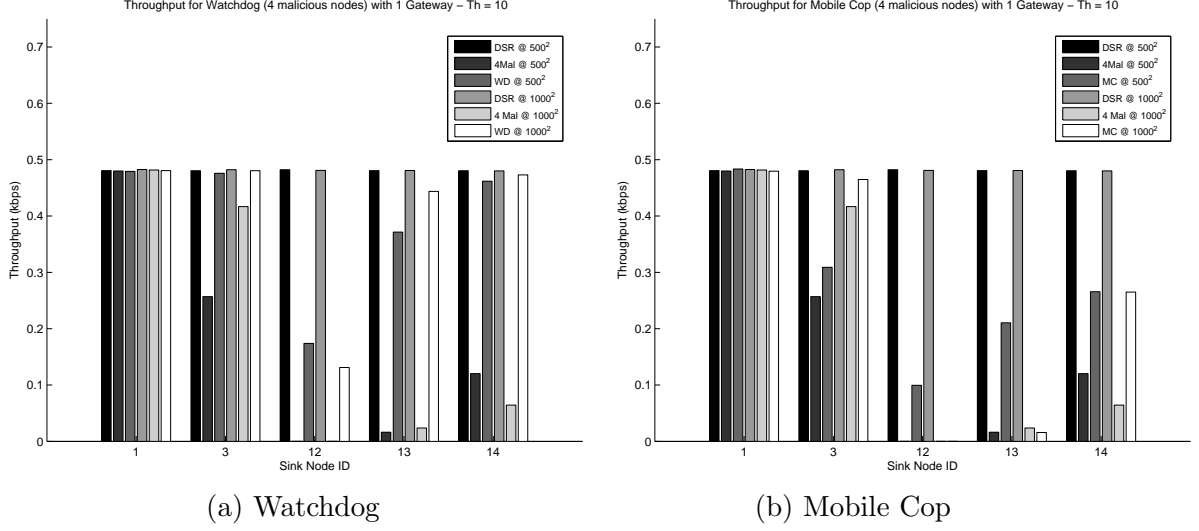 Throughput for Watchdog (4 malicious nodes) with 1 Gateway – Th = 10
0.7
0.6
0.5
0.4
0.3
0.2
0.1
0
Throughput (kbps)
DSR @ 500²
4Mal @ 500²
WD @ 500²
DSR @ 1000²
4 Mal @ 1000²
WD @ 1000²
1 3 12 13 14
Sink Node ID
(a) Watchdog
Throughput for Mobile Cop (4 malicious nodes) with 1 Gateway – Th = 10
0.7
0.6
0.5
0.4
0.3
0.2
0.1
0
Throughput (kbps)
DSR @ 500²
4Mal @ 500²
MC @ 500²
DSR @ 1000²
4 Mal @ 1000²
MC @ 1000²
1 3 12 13 14
Sink Node ID
(b) Mobile Cop